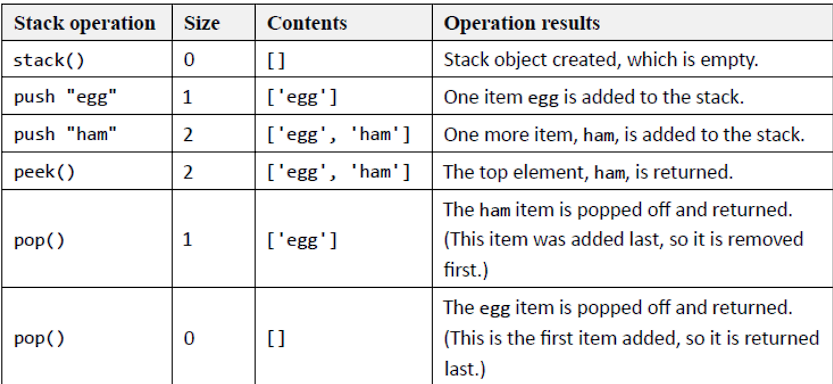 Stack operation Size Contents Operation results
stack() 0 [] Stack object created, which is empty.
push "egg" 1 ['egg'] One item egg is added to the stack.
push "ham" 2 ['egg', 'ham'] One more item, ham, is added to the stack.
peek() 2 ['egg', 'ham'] The top element, ham, is returned.
The ham item is popped off and returned.
pop() 1 ['egg'] (This item was added last, so it is removed
first.)
The egg item is popped off and returned.
pop() 0 [] (This is the first item added, so it is returned
last.)